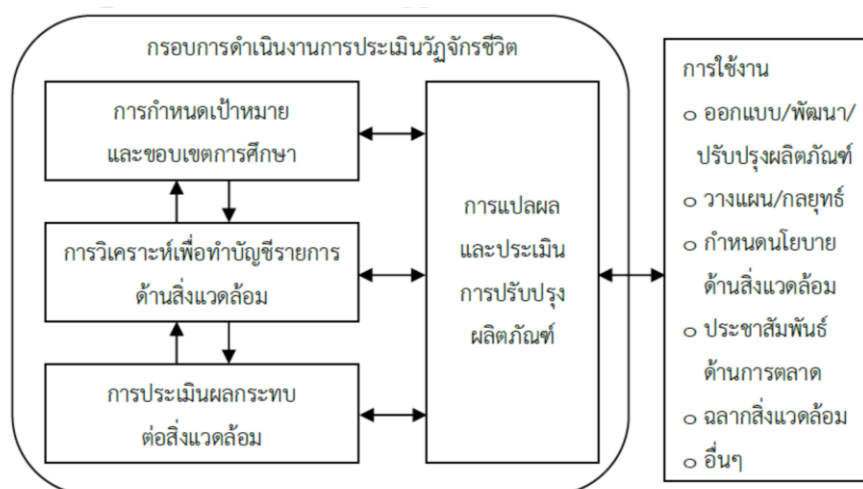 กรอบการดำเนินงานการประเมินวัฏจักรชีวิต
การกำหนดเป้าหมาย
และขอบเขตการศึกษา
การวิเคราะห์เพื่อทำบัญชีรายการ
ด้านสิ่งแวดล้อม
การประเมินผลกระทบ
ต่อสิ่งแวดล้อม
การแปลผล
และประเมิน
การปรับปรุง
ผลิตภัณฑ์
การใช้งาน
o ออกแบบ/พัฒนา/
ปรับปรุงผลิตภัณฑ์
o วางแผน/กลยุทธ์
o กำหนดนโยบาย
ด้านสิ่งแวดล้อม
o ประชาสัมพันธ์
ด้านการตลาด
o ฉลากสิ่งแวดล้อม
o อื่นๆ